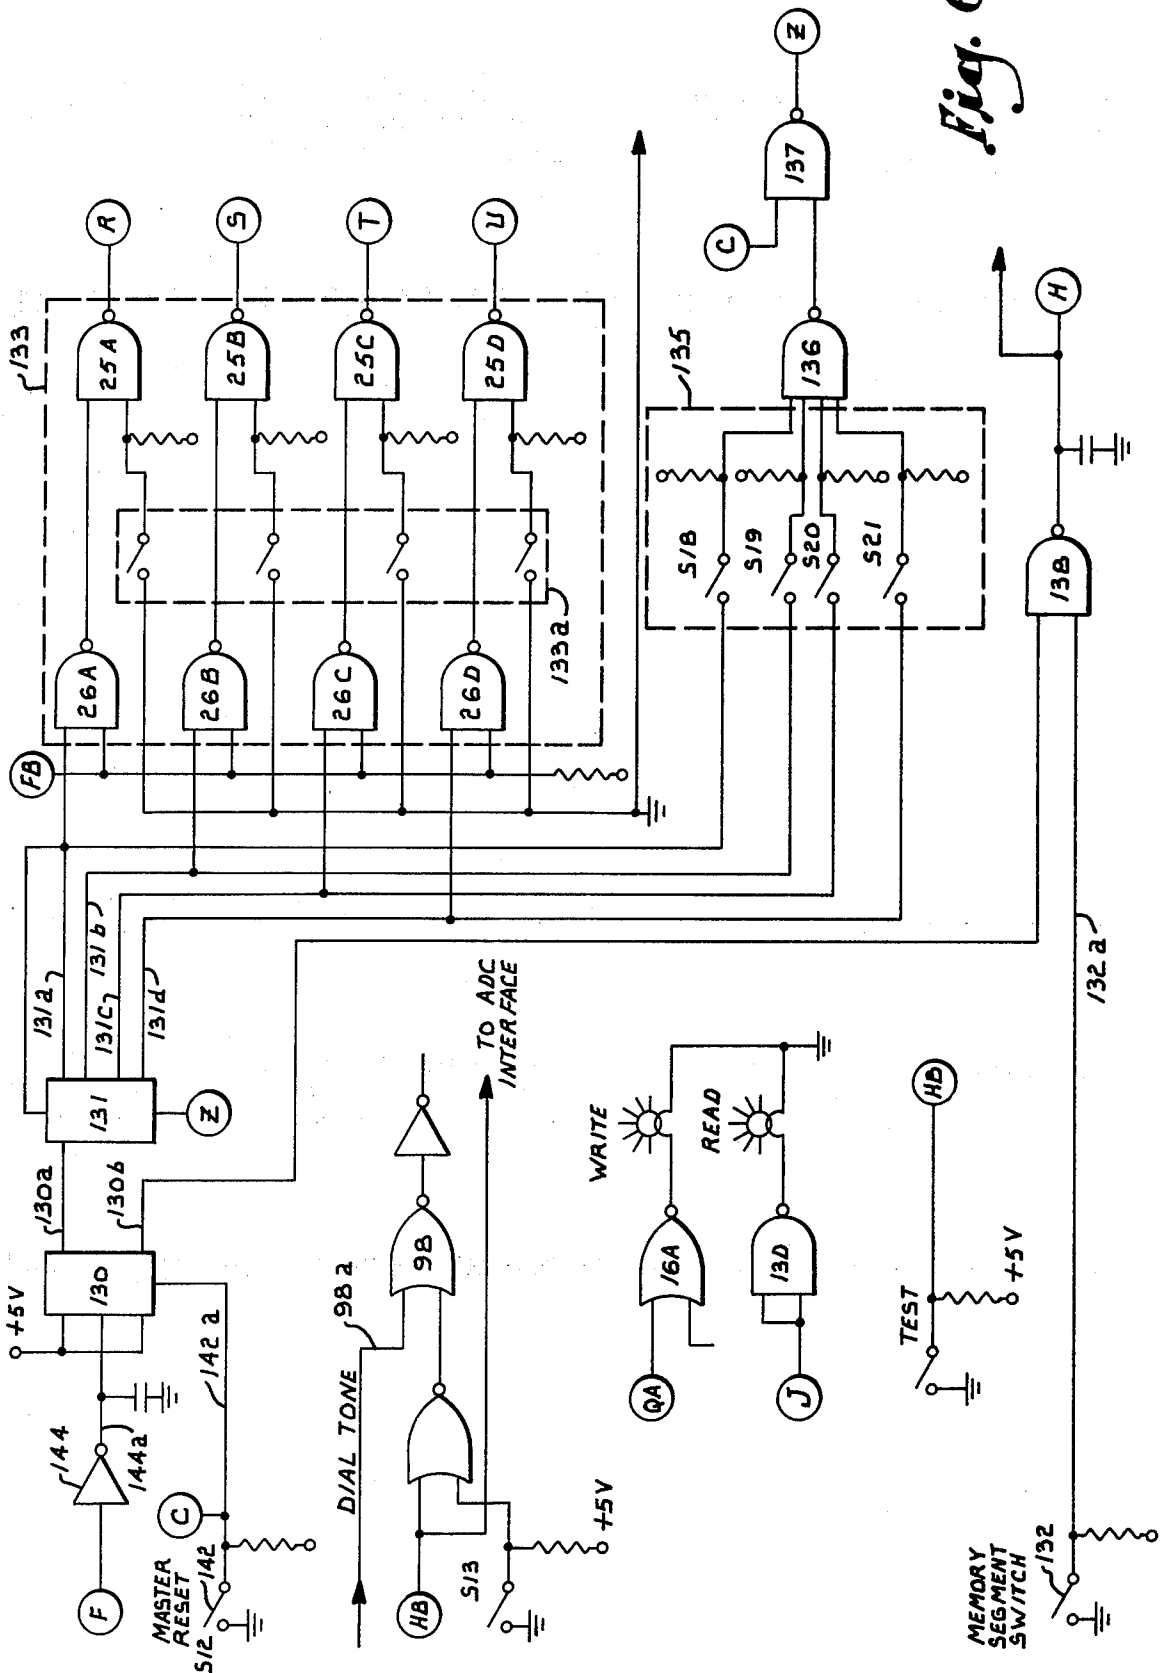 Fig. 6
133
25A
25B
25C
25D
R
S
T
U
26A
26B
26C
26D
133a
FB
131a
131b
131c
131d
131
Z
130a
130b
130
+5V
144
144a
F
C
142a
MASTER
RESET
142
S12
DIAL TONE
98a
98
HB
S13
+5V
TO ADC
INTERFACE
WRITE
READ
16A
13D
QA
J
TEST
HB
+5V
135
S18
S19
S20
S21
136
137
C
Z
138
H
132a
MEMORY
SEGMENT
SWITCH
132